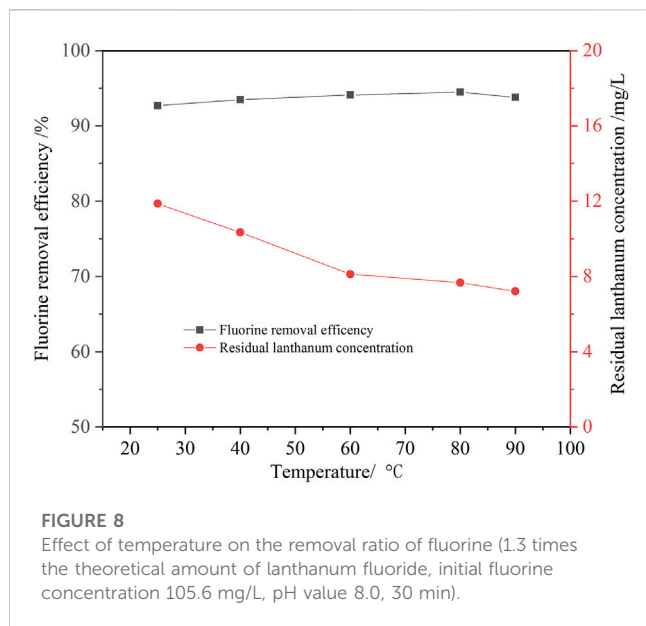 100
90
80
70
60
50
20
16
12
8
4
0
20 30 40 50 60 70 80 90 100
Fluorine removal efficiency /%
Residual lanthanum concentration /mg/L
Fluorine removal efficency
Residual lanthanum concentration
Temperature/ °C
FIGURE 8
Effect of temperature on the removal ratio of fluorine (1.3 times
the theoretical amount of lanthanum fluoride, initial fluorine
concentration 105.6 mg/L, pH value 8.0, 30 min).